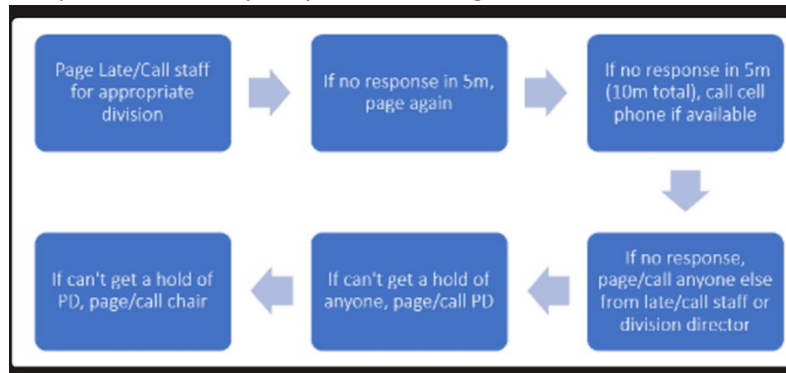 Page Late/Call staff
for appropriate
division
If no response in 5m,
page again
If no response in 5m
(10m total), call cell
phone if available
If no response,
page/call anyone else
from late/call staff or
division director
If can't get a hold of
anyone, page/call PD
If can't get a hold of
PD, page/call chair